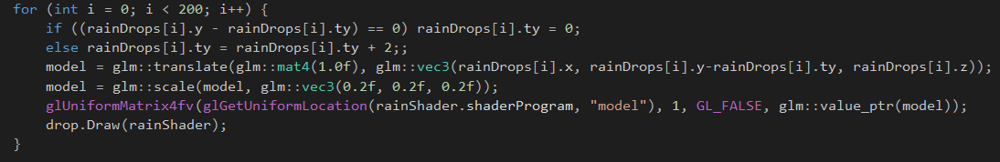 for (int i = 0; i < 200; i++) {
    if ((rainDrops[i].y - rainDrops[i].ty) == 0) rainDrops[i].ty = 0;
    else rainDrops[i].ty = rainDrops[i].ty + 2;;
    model = glm::translate(glm::mat4(1.0f), glm::vec3(rainDrops[i].x, rainDrops[i].y-rainDrops[i].ty, rainDrops[i].z));
    model = glm::scale(model, glm::vec3(0.2f, 0.2f, 0.2f));
    glUniformMatrix4fv(glGetUniformLocation(rainShader.shaderProgram, "model"), 1, GL_FALSE, glm::value_ptr(model));
    drop.Draw(rainShader);
}